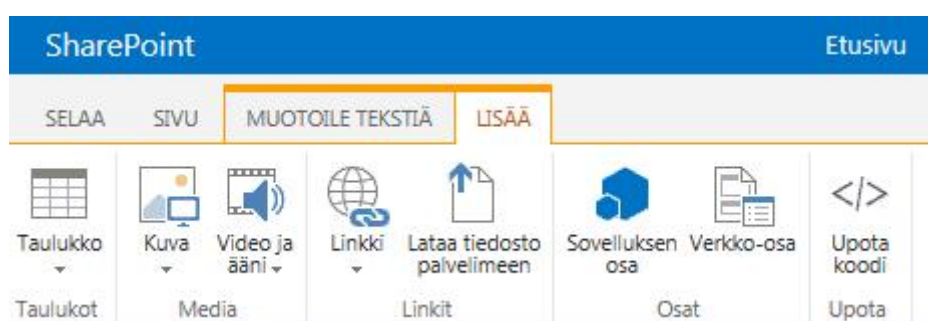 SharePoint Etusivu
SELAA SIVU MUOTOILE TEKSTIÄ LISÄÄ
Taulukko Kuva Video ja ääni Linkki Lataa tiedosto palvelimeen Sovelluksen osa Verkko-osa Upota koodi
Taulukot Media Linkit Osat Upota